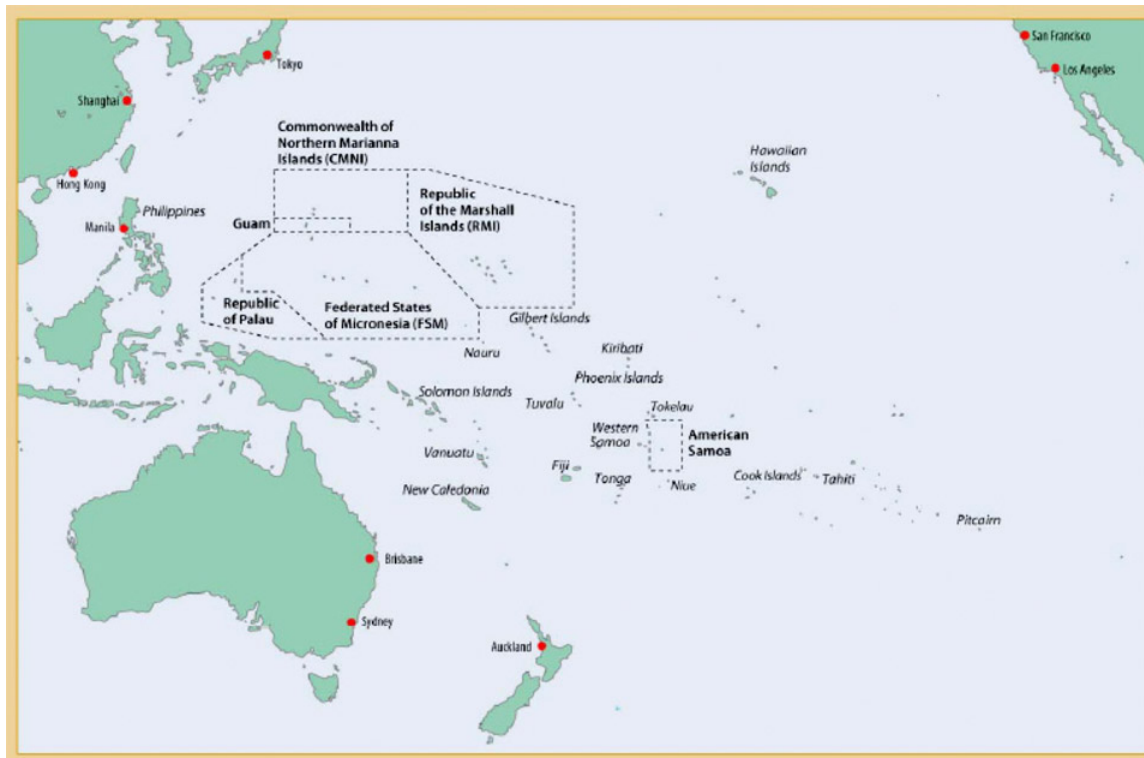 San Francisco
Tokyo
Los Angeles
Shanghai
Commonwealth of
Northern Marianna
Islands (CMNI)
Hawaiian
Islands
Hong Kong
Republic
of the Marshall
Islands (RMI)
Philippines
Guam
Manila
Republic
of Palau
Federated States
of Micronesia (FSM)
Gilbert Islands
Nauru
Kiribati
Phoenix Islands
Solomon Islands
Tuvalu
Tokelau
Western
Samoa
American
Samoa
Vanuatu
Fiji
Tonga
Niue
Cook Islands
Tahiti
New Caledonia
Pitcairn
Brisbane
Sydney
Auckland